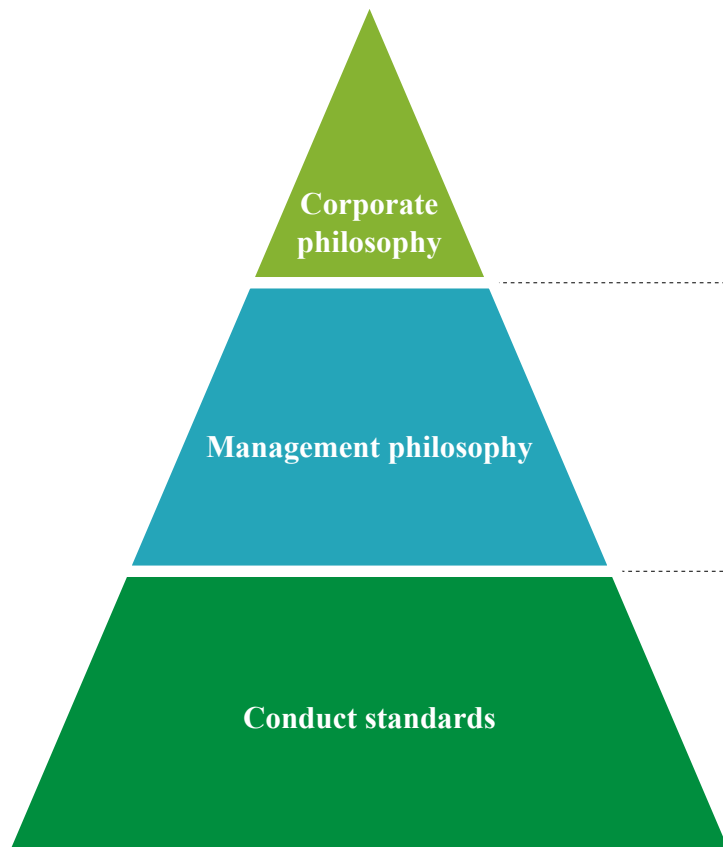 Corporate
philosophy
Management philosophy
Conduct standards